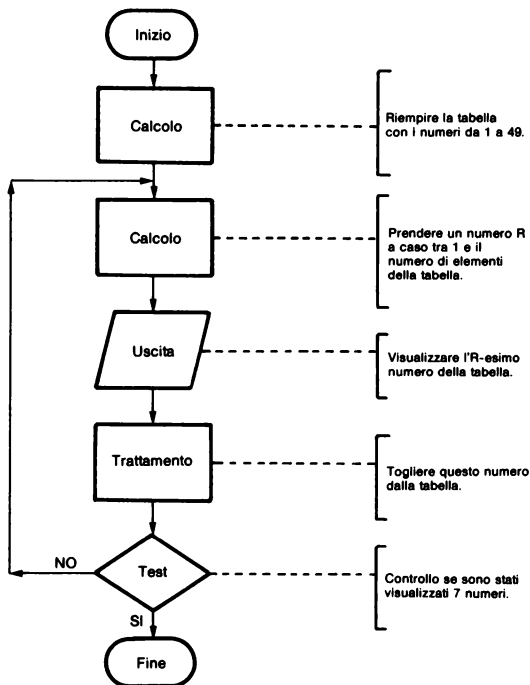 Inizio
Calcolo
Riempire la tabella
con i numeri da 1 a 49.
Calcolo
Prendere un numero R
a caso tra 1 e il
numero di elementi
della tabella.
Uscita
Visualizzare l'R-esimo
numero della tabella.
Trattamento
Togliere questo numero
dalla tabella.
NO
Test
Controllo se sono stati
visualizzati 7 numeri.
SI
Fine